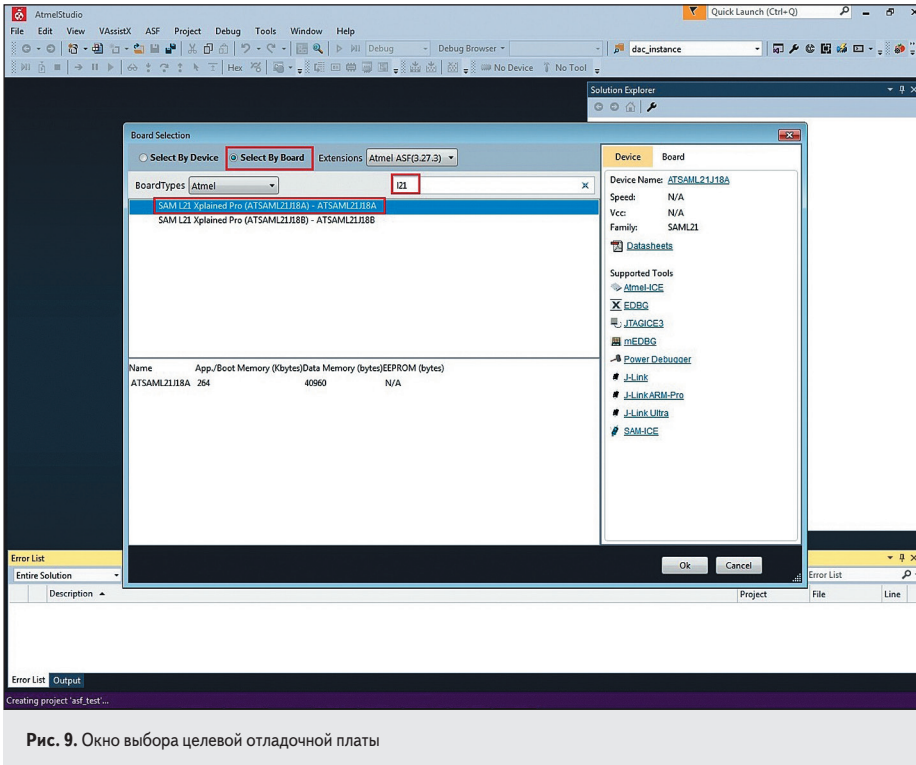 AtmelStudio
Quick Launch (Ctrl+Q)
File Edit View VAssistX ASF Project Debug Tools Window Help
Debug Debug Browser dac_instance
Hex No Device No Tool
Solution Explorer
Board Selection
Select By Device Select By Board Extensions Atmel ASF(3.27.3)
BoardTypes Atmel l21
SAM L21 Xplained Pro (ATSAML21J18A) - ATSAML21J18A
SAM L21 Xplained Pro (ATSAML21J18B) - ATSAML21J18B
Name App./Boot Memory (Kbytes) Data Memory (bytes) EEPROM (bytes)
ATSAML21J18A 264 40960 N/A
Device Board
Device Name: ATSAML21J18A
Speed: N/A
Vcc: N/A
Family: SAML21
Datasheets
Supported Tools
Atmel-ICE
EDBG
JTAGICE3
mEDBG
Power Debugger
J-Link
J-Link ARM-Pro
J-Link Ultra
SAM-ICE
Ok Cancel
Error List
Entire Solution Error List
Description Project File Line
Error List Output
Creating project 'asf_test'...
Рис. 9. Окно выбора целевой отладочной платы